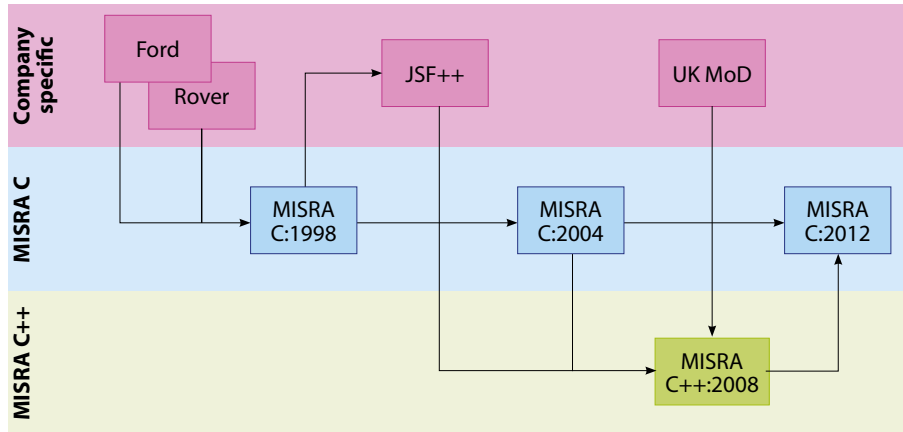 Company
specific
Ford
Rover
JSF++
UK MoD
MISRA C
MISRA
C:1998
MISRA
C:2004
MISRA
C:2012
MISRA C++
MISRA
C++:2008